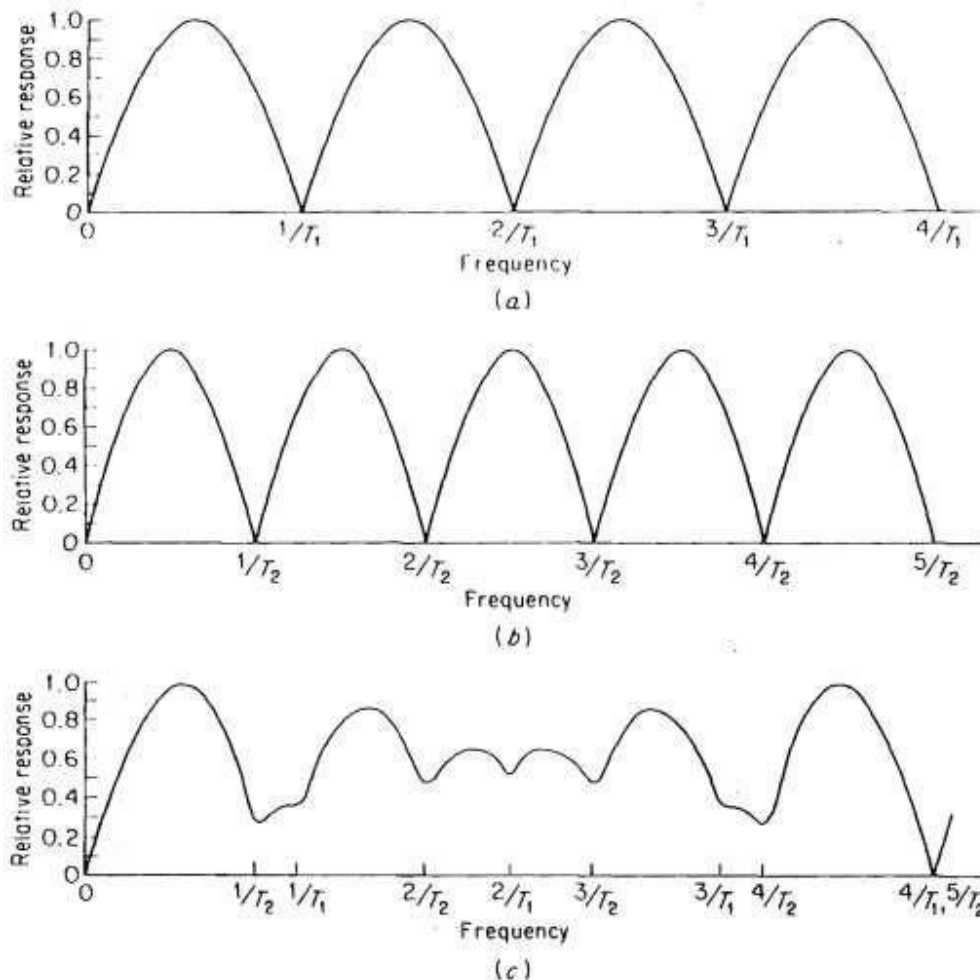 Relative response
1.0
0.8
0.6
0.4
0.2
0
0 1/T₁ 2/T₁ 3/T₁ 4/T₁
Frequency
(a)
Relative response
1.0
0.8
0.6
0.4
0.2
0
0 1/T₂ 2/T₂ 3/T₂ 4/T₂ 5/T₂
Frequency
(b)
Relative response
1.0
0.8
0.6
0.4
0.2
0
0 1/T₂ 1/T₁ 2/T₂ 2/T₁ 3/T₂ 3/T₁ 4/T₂ 4/T₁, 5/T₂
Frequency
(c)